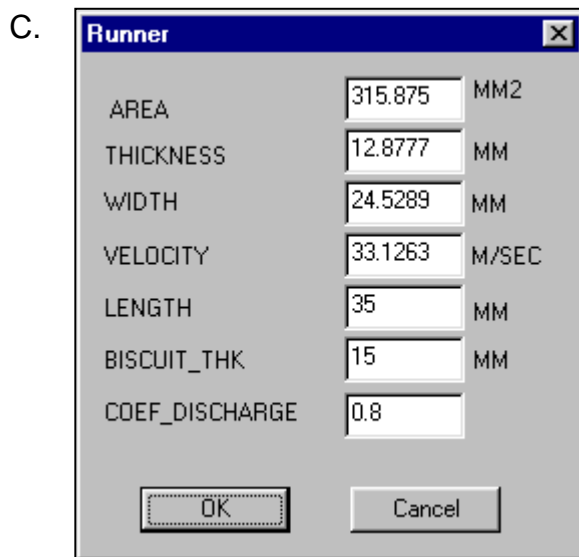 C.
Runner
AREA 315.875 MM2
THICKNESS 12.8777 MM
WIDTH 24.5289 MM
VELOCITY 33.1263 M/SEC
LENGTH 35 MM
BISCUIT_THK 15 MM
COEF_DISCHARGE 0.8
OK Cancel